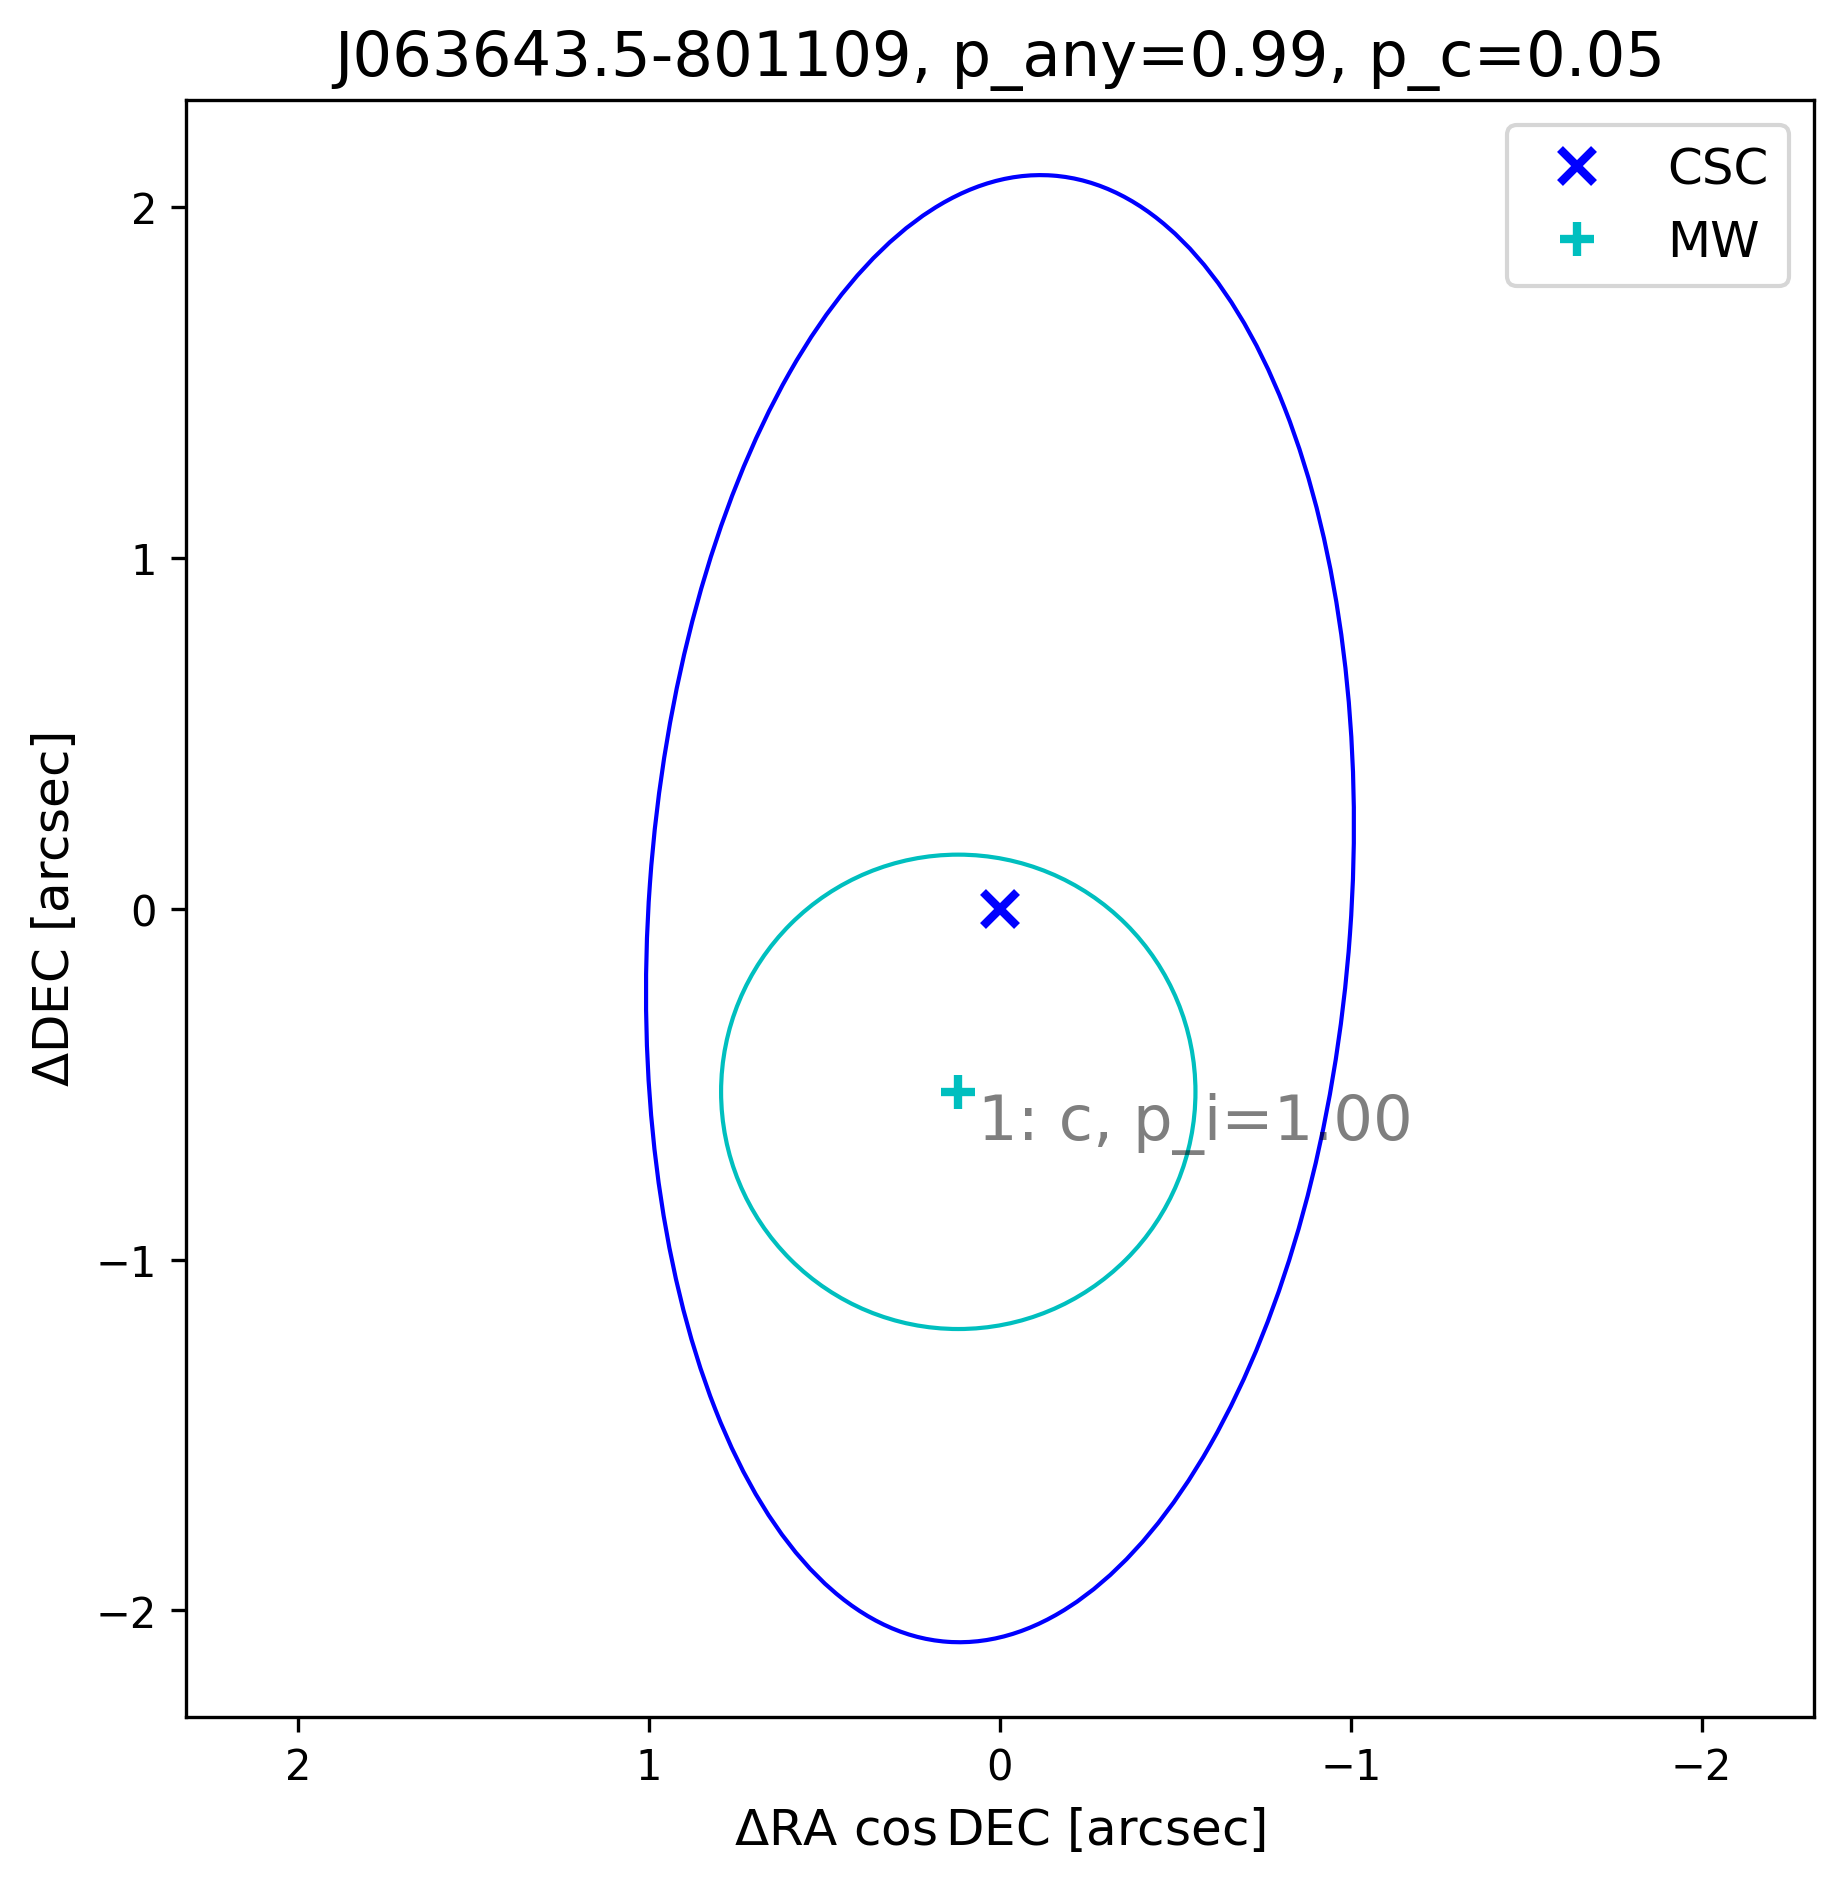 J063643.5-801109, p_any=0.99, p_c=0.05
CSC
MW
2
1
0
−1
−2
ΔDEC [arcsec]
1: c, p_i=1.00
2
1
0
−1
−2
ΔRA cos DEC [arcsec]